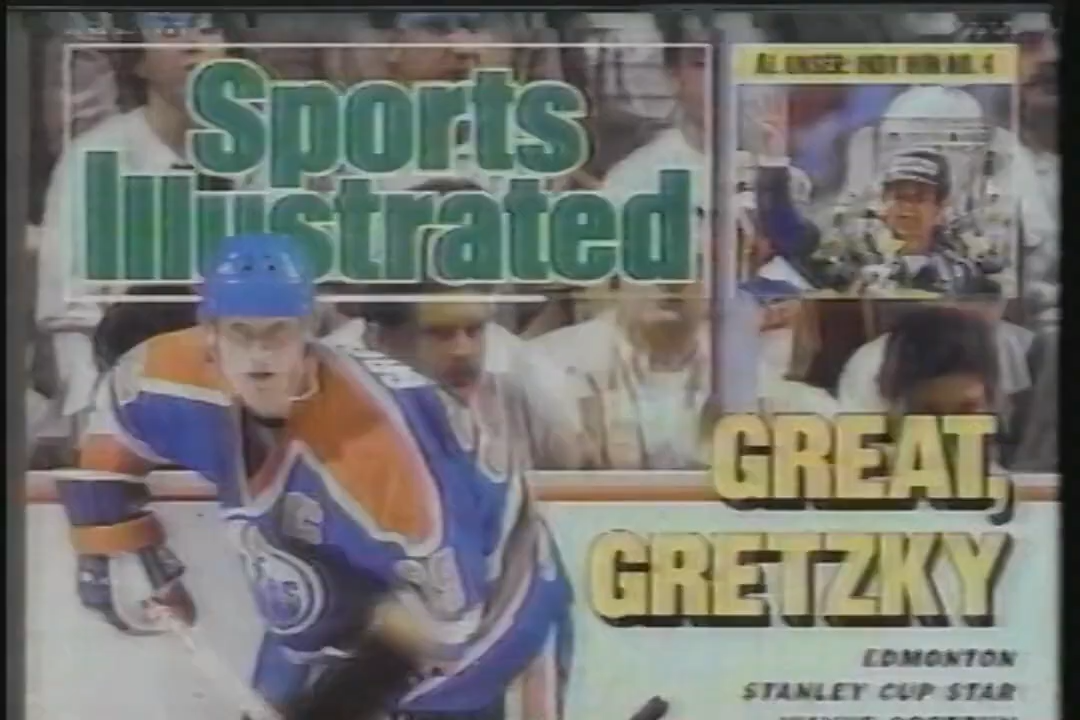 Sports
Illustrated
AL UNSER: INDY WIN NO. 4
GREAT,
GRETZKY
EDMONTON
STANLEY CUP STAR